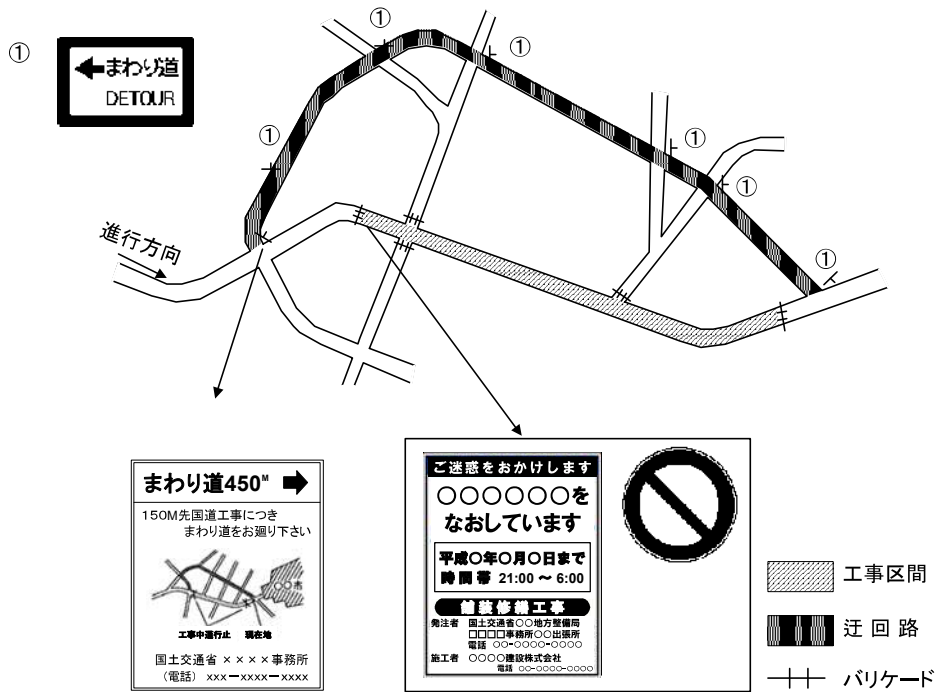 ①
←まわり道
DETOUR
①
①
①
①
①
①
進行方向
まわり道450M →
150M先国道工事につき
まわり道をお廻り下さい
○○市
工事中通行止 現在地
国土交通省 ××××事務所
(電話) xxx-xxxx-xxxx
ご迷惑をおかけします
○○○○○○を
なおしています
平成○年○月○日まで
時間帯 21:00 ～ 6:00
舗装修繕工事
発注者 国土交通省○○地方整備局
□□□□事務所○○出張所
電話 ○○-○○○○-○○○○
施工者 ○○○○建設株式会社
電話 ○○-○○○○-○○○○
工事区間
迂回路
バリケード